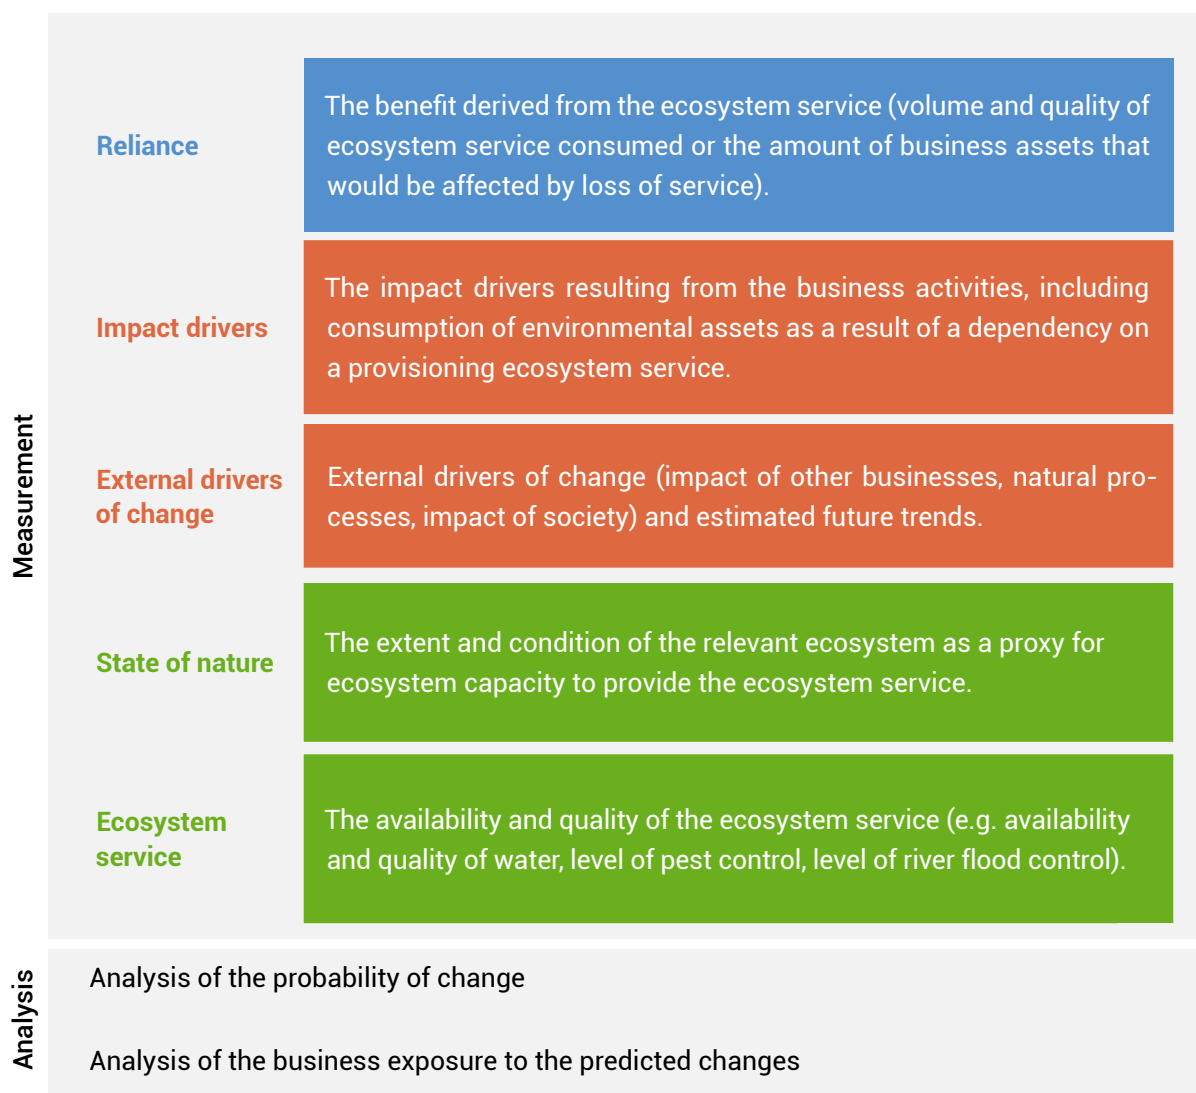 Measurement
Reliance
The benefit derived from the ecosystem service (volume and quality of
ecosystem service consumed or the amount of business assets that
would be affected by loss of service).
Impact drivers
The impact drivers resulting from the business activities, including
consumption of environmental assets as a result of a dependency on
a provisioning ecosystem service.
External drivers
of change
External drivers of change (impact of other businesses, natural pro-
cesses, impact of society) and estimated future trends.
State of nature
The extent and condition of the relevant ecosystem as a proxy for
ecosystem capacity to provide the ecosystem service.
Ecosystem
service
The availability and quality of the ecosystem service (e.g. availability
and quality of water, level of pest control, level of river flood control).
Analysis
Analysis of the probability of change
Analysis of the business exposure to the predicted changes